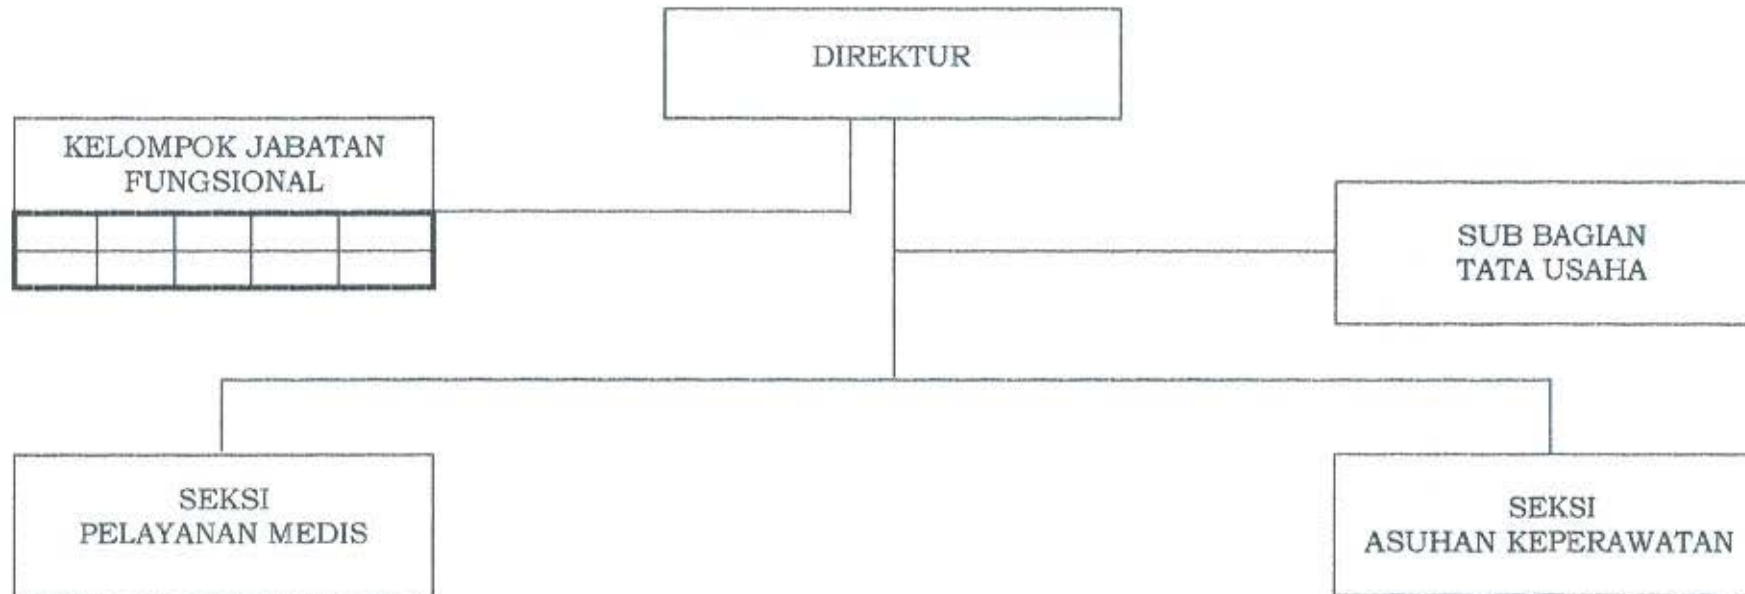 DIREKTUR
KELOMPOK JABATAN
FUNGSIONAL
SUB BAGIAN
TATA USAHA
SEKSI
PELAYANAN MEDIS
SEKSI
ASUHAN KEPERAWATAN